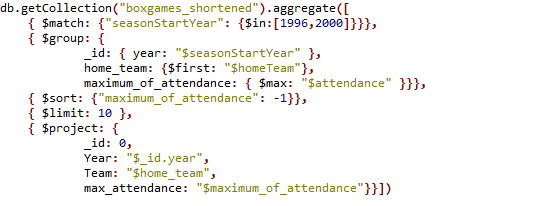 db.getCollection("boxgames_shortened").aggregate([
{ $match: {"seasonStartYear": {$in:[1996,2000]}}},
{ $group: {
_id: { year: "$seasonStartYear" },
home_team: {$first: "$homeTeam"},
maximum_of_attendance: { $max: "$attendance" }}},
{ $sort: {"maximum_of_attendance": -1}},
{ $limit: 10 },
{ $project: {
_id: 0,
Year: "$_id.year",
Team: "$home_team",
max_attendance: "$maximum_of_attendance"}}])